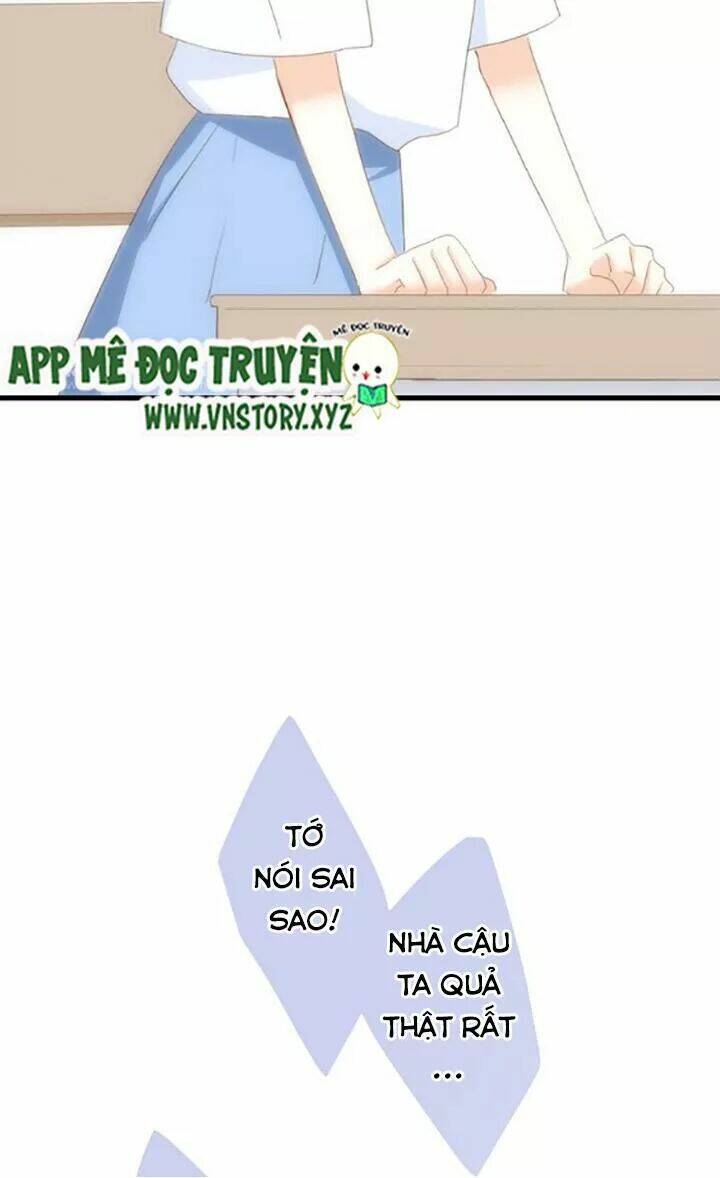 MÊ ĐỌC TRUYỆN
APP MÊ ĐỌC TRUYỆN
WWW.VNSTORY.XYZ
TỚ
NÓI SAI
SAO!
NHÀ CẬU
TA QUẢ
THẬT RẤT
...